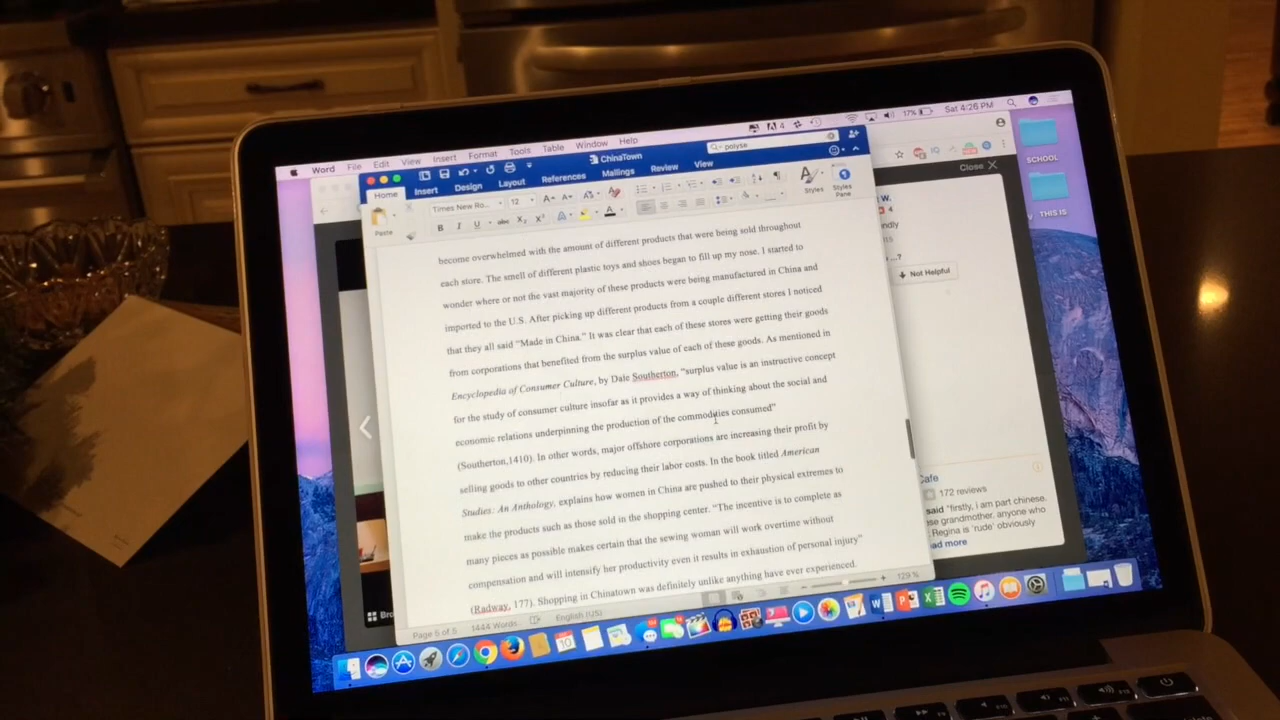 Word File Edit View Insert Format Tools Table Window Help 17% Sat 4:26 PM
ChinaTown
polyse
Home Insert Design Layout References Mailings Review View
Times New Ro... 12
Paste
B I U abc X₂ X² A A
Styles
Styles Pane
become overwhelmed with the amount of different products that were being sold throughout
each store. The smell of different plastic toys and shoes began to fill up my nose. I started to
wonder where or not the vast majority of these products were being manufactured in China and
imported to the U.S. After picking up different products from a couple different stores I noticed
that they all said "Made in China." It was clear that each of these stores were getting their goods
from corporations that benefited from the surplus value of each of these goods. As mentioned in
Encyclopedia of Consumer Culture, by Dale Southerton, "surplus value is an instructive concept
for the study of consumer culture insofar as it provides a way of thinking about the social and
economic relations underpinning the production of the commodities consumed"
(Southerton,1410). In other words, major offshore corporations are increasing their profit by
selling goods to other countries by reducing their labor costs. In the book titled American
Studies: An Anthology, explains how women in China are pushed to their physical extremes to
make the products such as those sold in the shopping center. "The incentive is to complete as
many pieces as possible makes certain that the sewing woman will work overtime without
compensation and will intensify her productivity even it results in exhaustion of personal injury"
(Radway, 177). Shopping in Chinatown was definitely unlike anything have ever experienced.
Page 5 of 5 1444 Words English (US) 129%
Close
W.
4
ndly
...?
Not Helpful
Cafe
172 reviews
said "firstly, i am part chinese.
se grandmother. anyone who
Regina is 'rude' obviously
ead more
Bro
SCHOOL
THIS IS